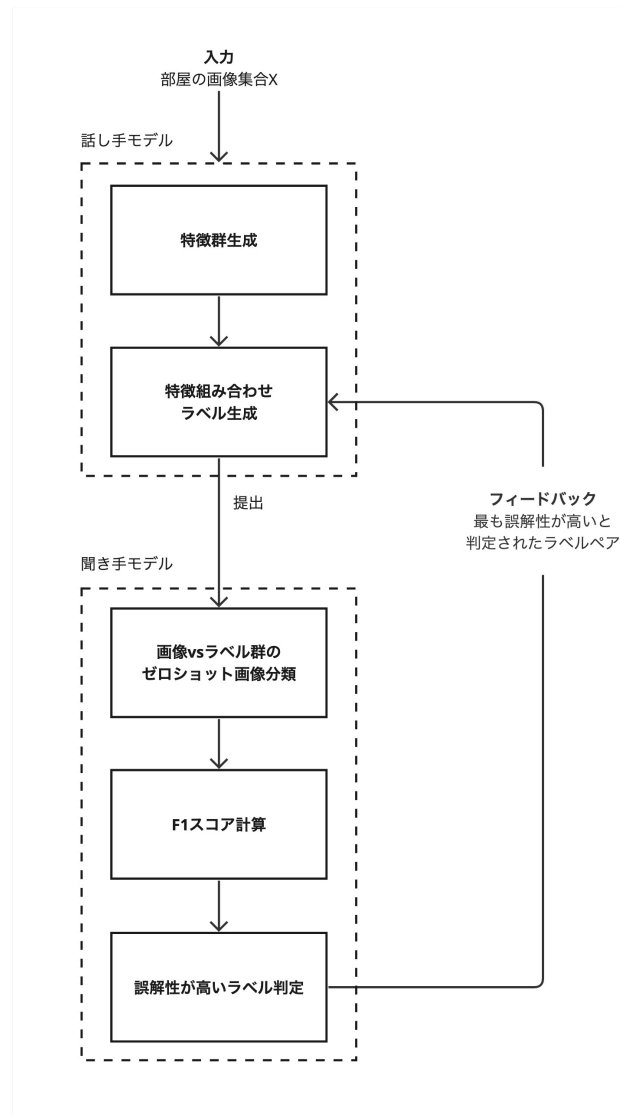 入力
部屋の画像集合X
話し手モデル
特徴群生成
特徴組み合わせ
ラベル生成
提出
フィードバック
最も誤解性が高いと
判定されたラベルペア
聞き手モデル
画像vsラベル群の
ゼロショット画像分類
F1スコア計算
誤解性が高いラベル判定